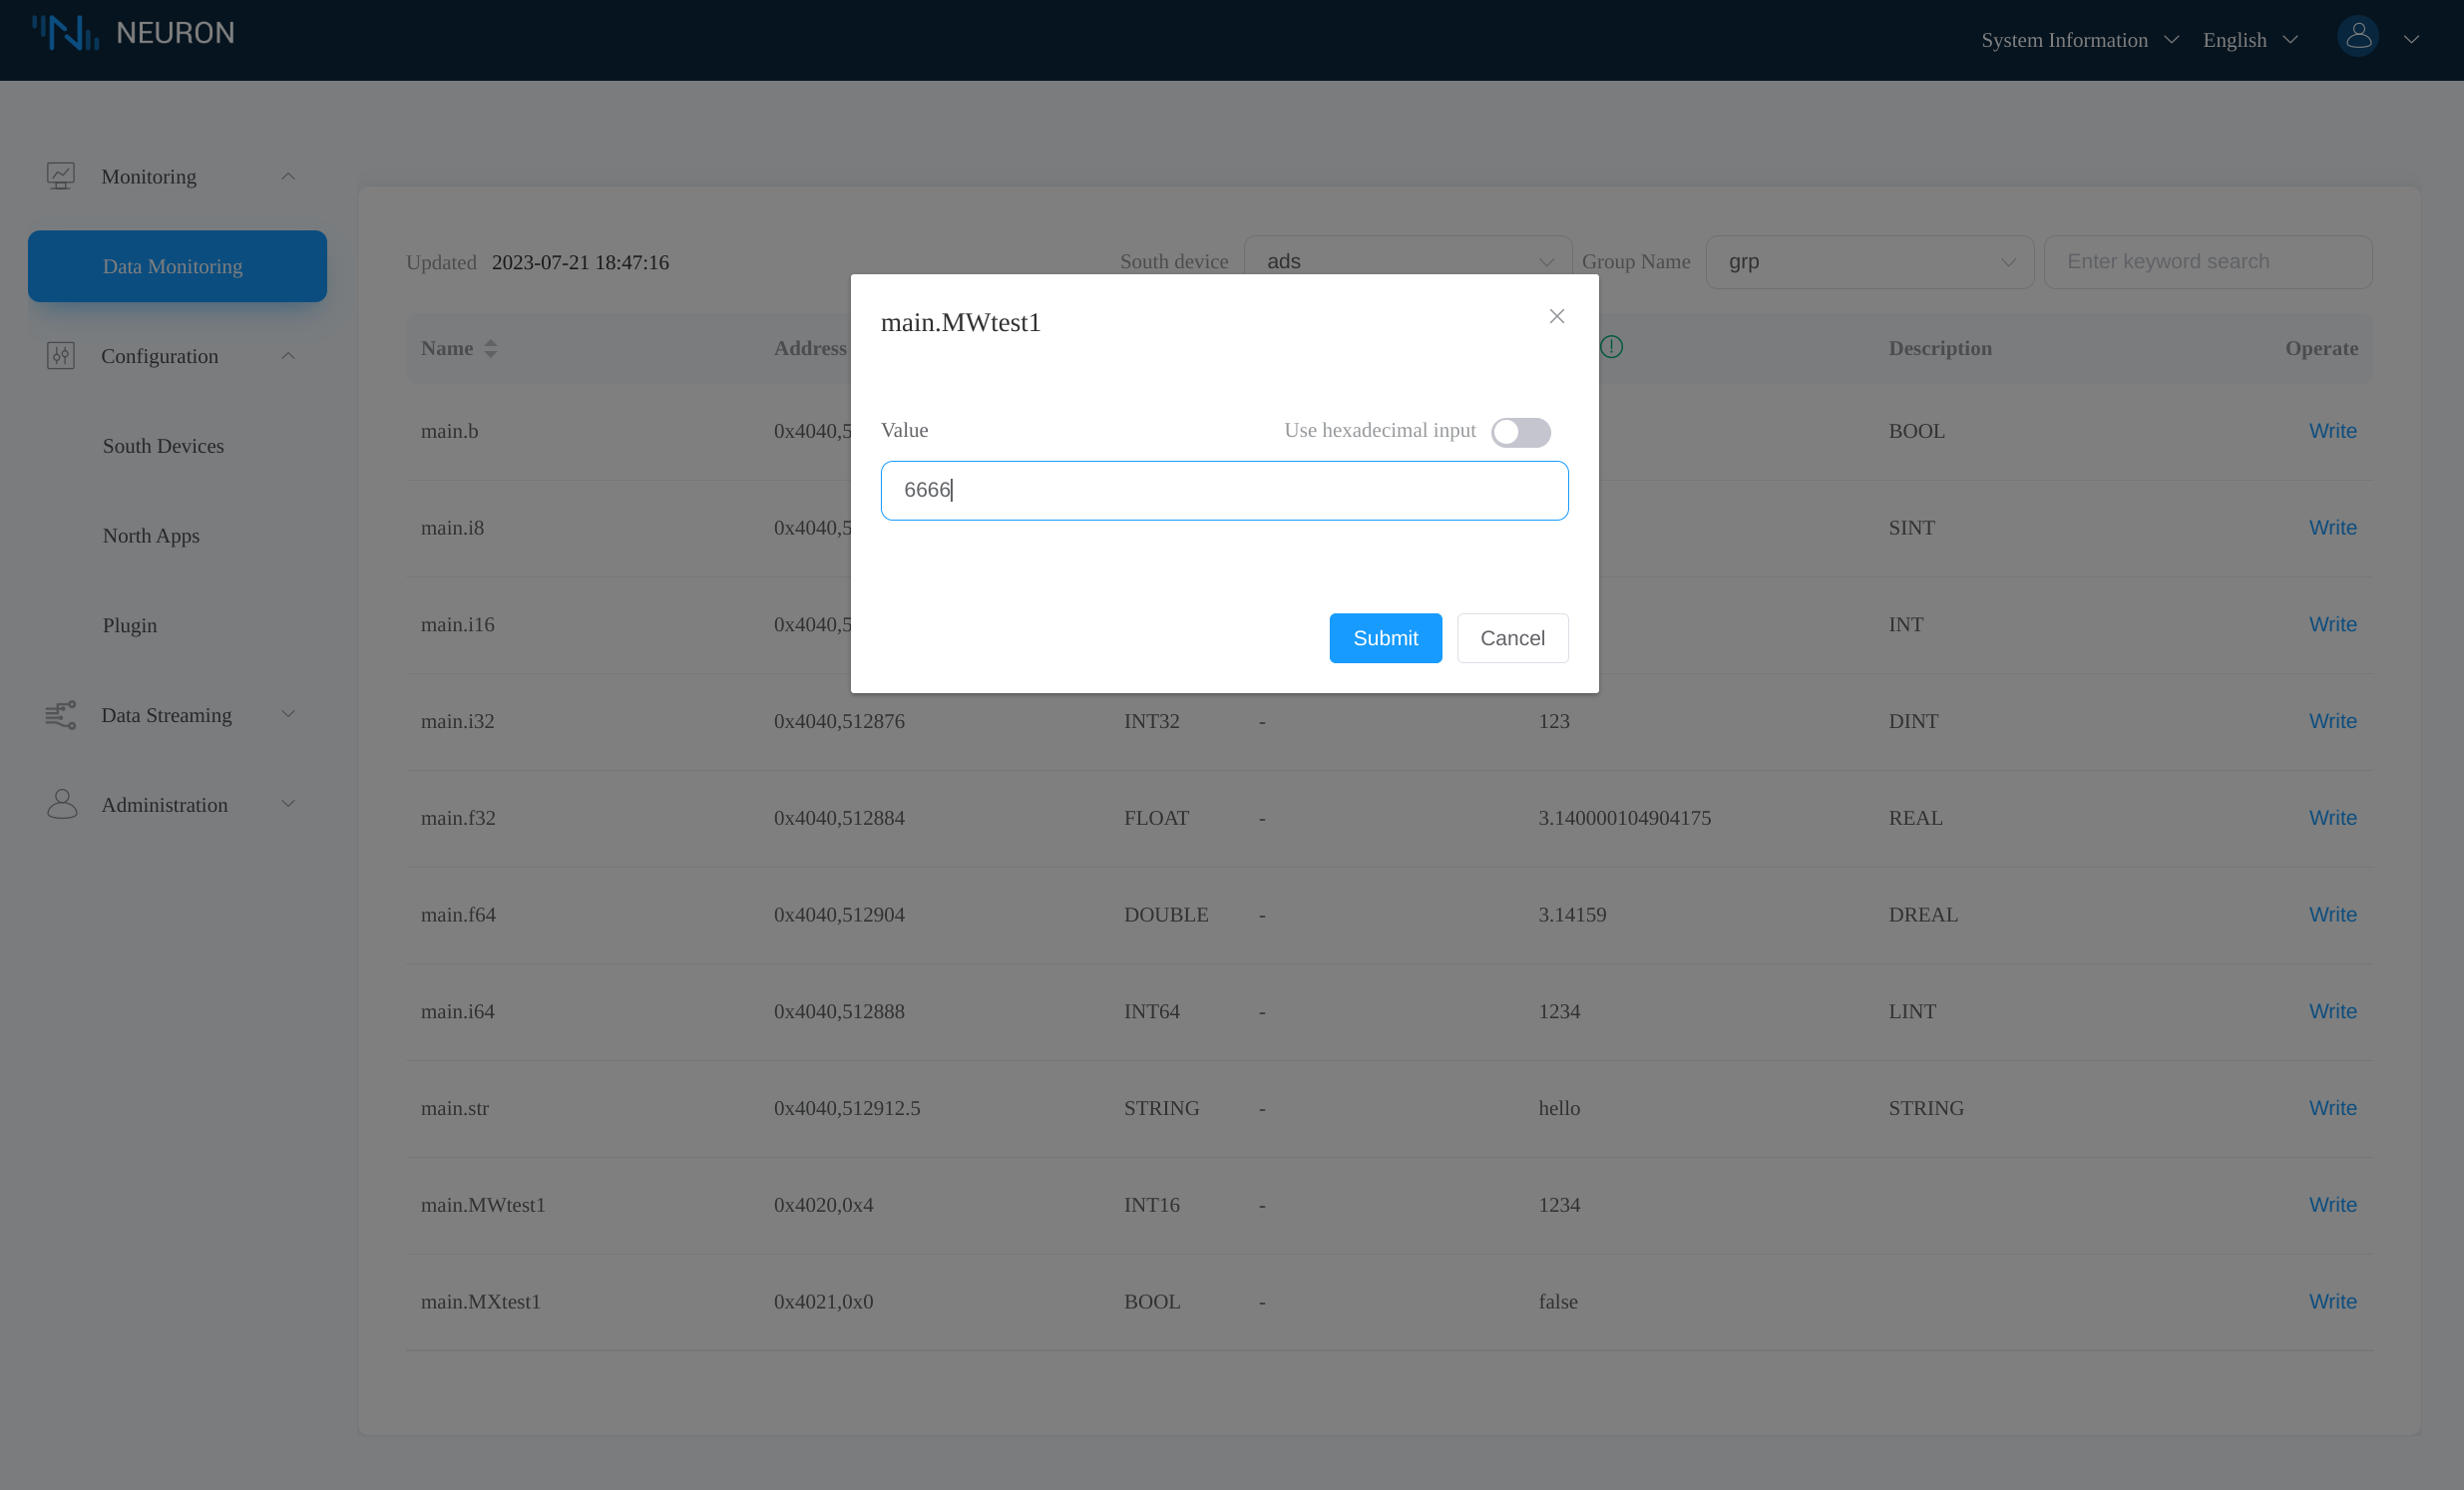 NEURON
System Information English
Monitoring
Data Monitoring
Configuration
South Devices
North Apps
Plugin
Data Streaming
Administration
Updated 2023-07-21 18:47:16 South device ads Group Name grp Enter keyword search
Name Address Description Operate
main.MWtest1
Value Use hexadecimal input
6666
Submit Cancel
main.b 0x4040,5 BOOL Write
main.i8 0x4040,5 SINT Write
main.i16 0x4040,5 INT Write
main.i32 0x4040,512876 INT32 - 123 DINT Write
main.f32 0x4040,512884 FLOAT - 3.140000104904175 REAL Write
main.f64 0x4040,512904 DOUBLE - 3.14159 DREAL Write
main.i64 0x4040,512888 INT64 - 1234 LINT Write
main.str 0x4040,512912.5 STRING - hello STRING Write
main.MWtest1 0x4020,0x4 INT16 - 1234 Write
main.MXtest1 0x4021,0x0 BOOL - false Write